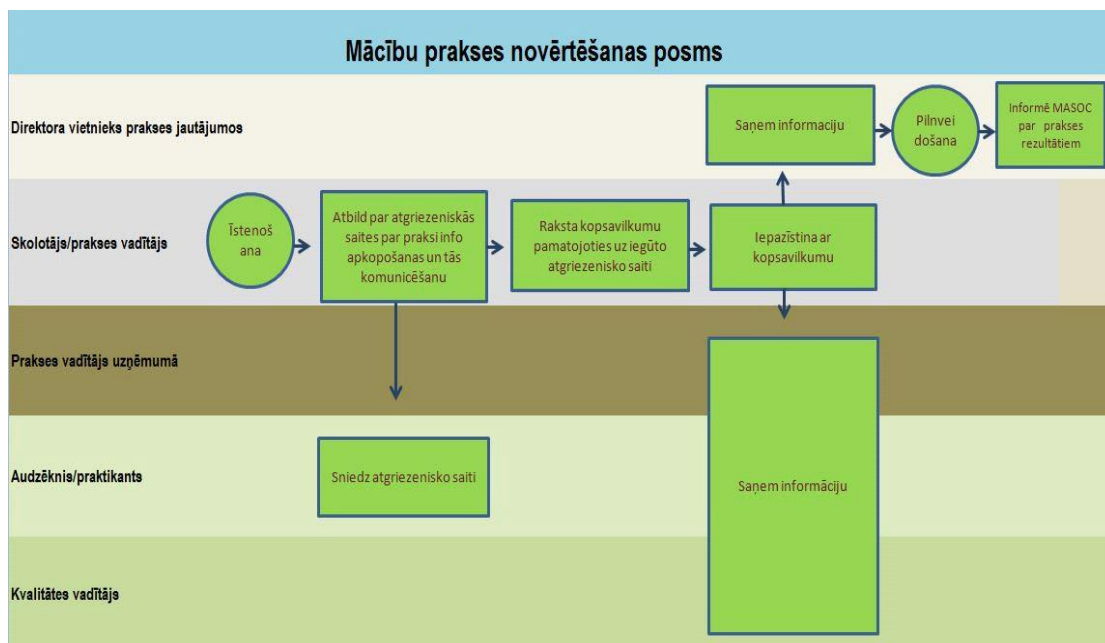 Mācību prakses novērtēšanas posms
Direktora vietnieks prakses jautājumos
Saņem informaciju
Pilnvei
došana
Informē MASOC
par prakses
rezultātiem
Skolotājs/prakses vadītājs
Īstenoš
ana
Atbild par atgriezeniskās
saites par praksi info
apkopošanas un tās
komunicēšanu
Raksta kopsavilkumu
pamatojoties uz iegūto
atgriezenisko saiti
Iepazīstina ar
kopsavilkumu
Prakses vadītājs uzņēmumā
Audzēknis/praktikants
Sniedz atgriezenisko saiti
Saņem informāciju
Kvalitātes vadītājs